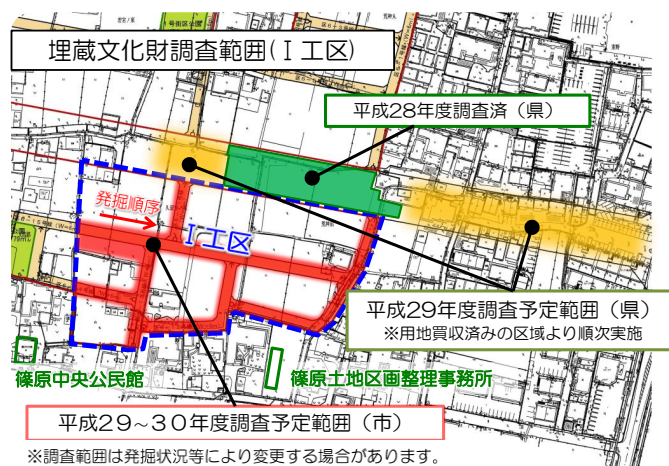 埋蔵文化財調査範囲(Ⅰ工区)
平成28年度調査済（県）
発掘順序
Ⅰ工区
平成29年度調査予定範囲（県）
※用地買収済みの区域より順次実施
篠原中央公民館
篠原土地区画整理事務所
平成29～30年度調査予定範囲（市）
※調査範囲は発掘状況等により変更する場合があります。